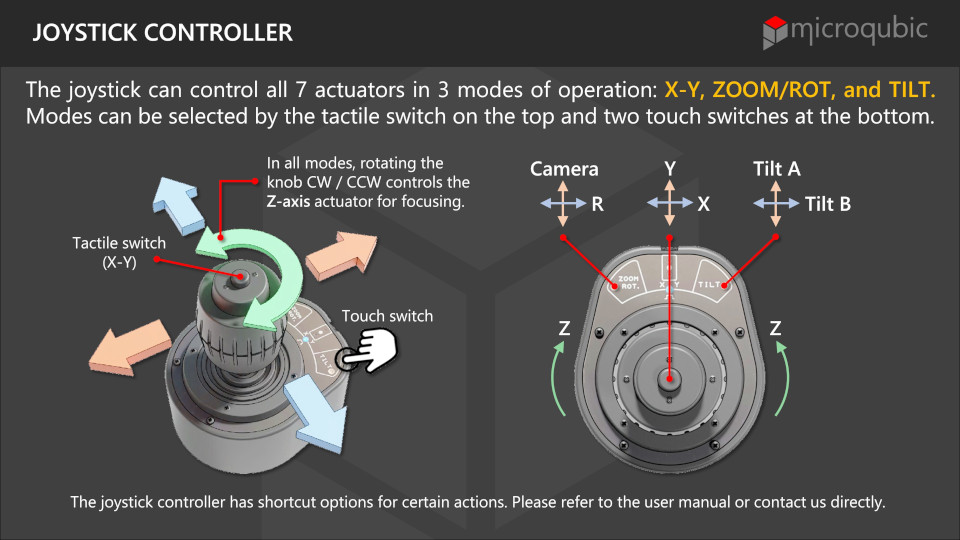 JOYSTICK CONTROLLER
microqubic
The joystick can control all 7 actuators in 3 modes of operation: X-Y, ZOOM/ROT, and TILT.
Modes can be selected by the tactile switch on the top and two touch switches at the bottom.
In all modes, rotating the
knob CW / CCW controls the
Z-axis actuator for focusing.
Tactile switch
(X-Y)
Touch switch
TILT
Camera
R
Y
X
Tilt A
Tilt B
ZOOM
ROT.
X Y
TILT
Z
Z
The joystick controller has shortcut options for certain actions. Please refer to the user manual or contact us directly.